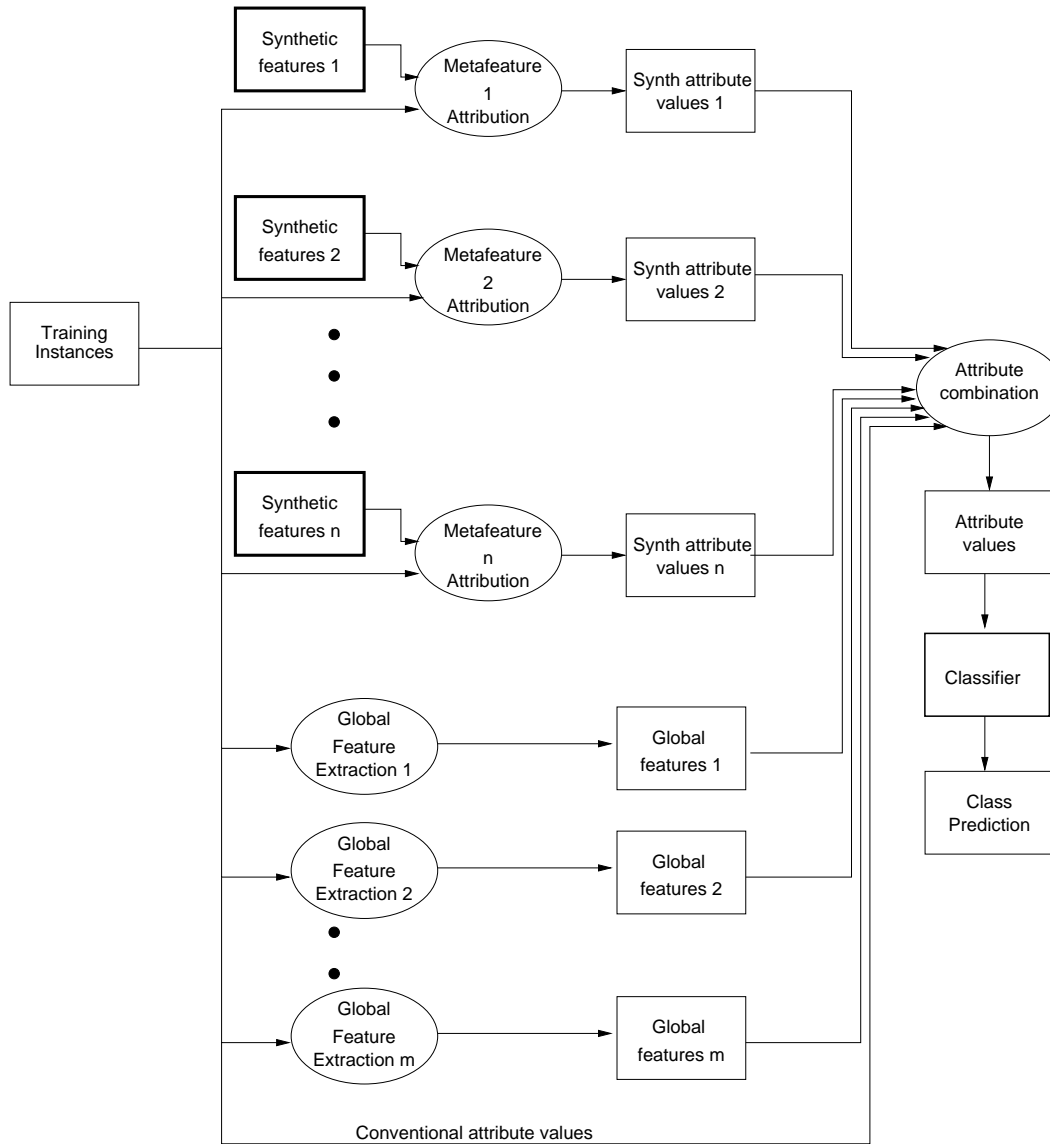 Synthetic
features 1
Metafeature
1
Attribution
Synth attribute
values 1
Synthetic
features 2
Metafeature
2
Attribution
Synth attribute
values 2
Training
Instances
Attribute
combination
Synthetic
features n
Metafeature
n
Attribution
Synth attribute
values n
Attribute
values
Classifier
Global
Feature
Extraction 1
Global
features 1
Class
Prediction
Global
Feature
Extraction 2
Global
features 2
Global
Feature
Extraction m
Global
features m
Conventional attribute values